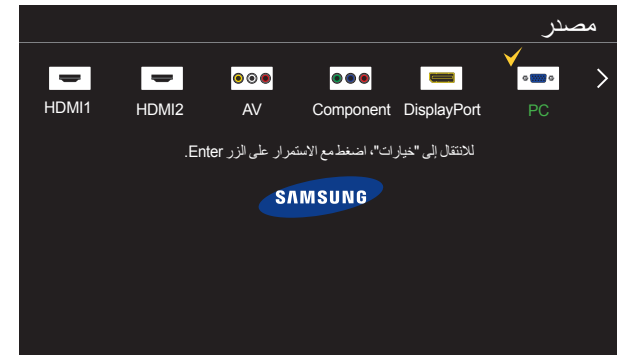 مصدر
HDMI1 HDMI2 AV Component DisplayPort PC
للانتقال إلى "خيارات"، اضغط مع الاستمرار على الزر Enter.
SAMSUNG